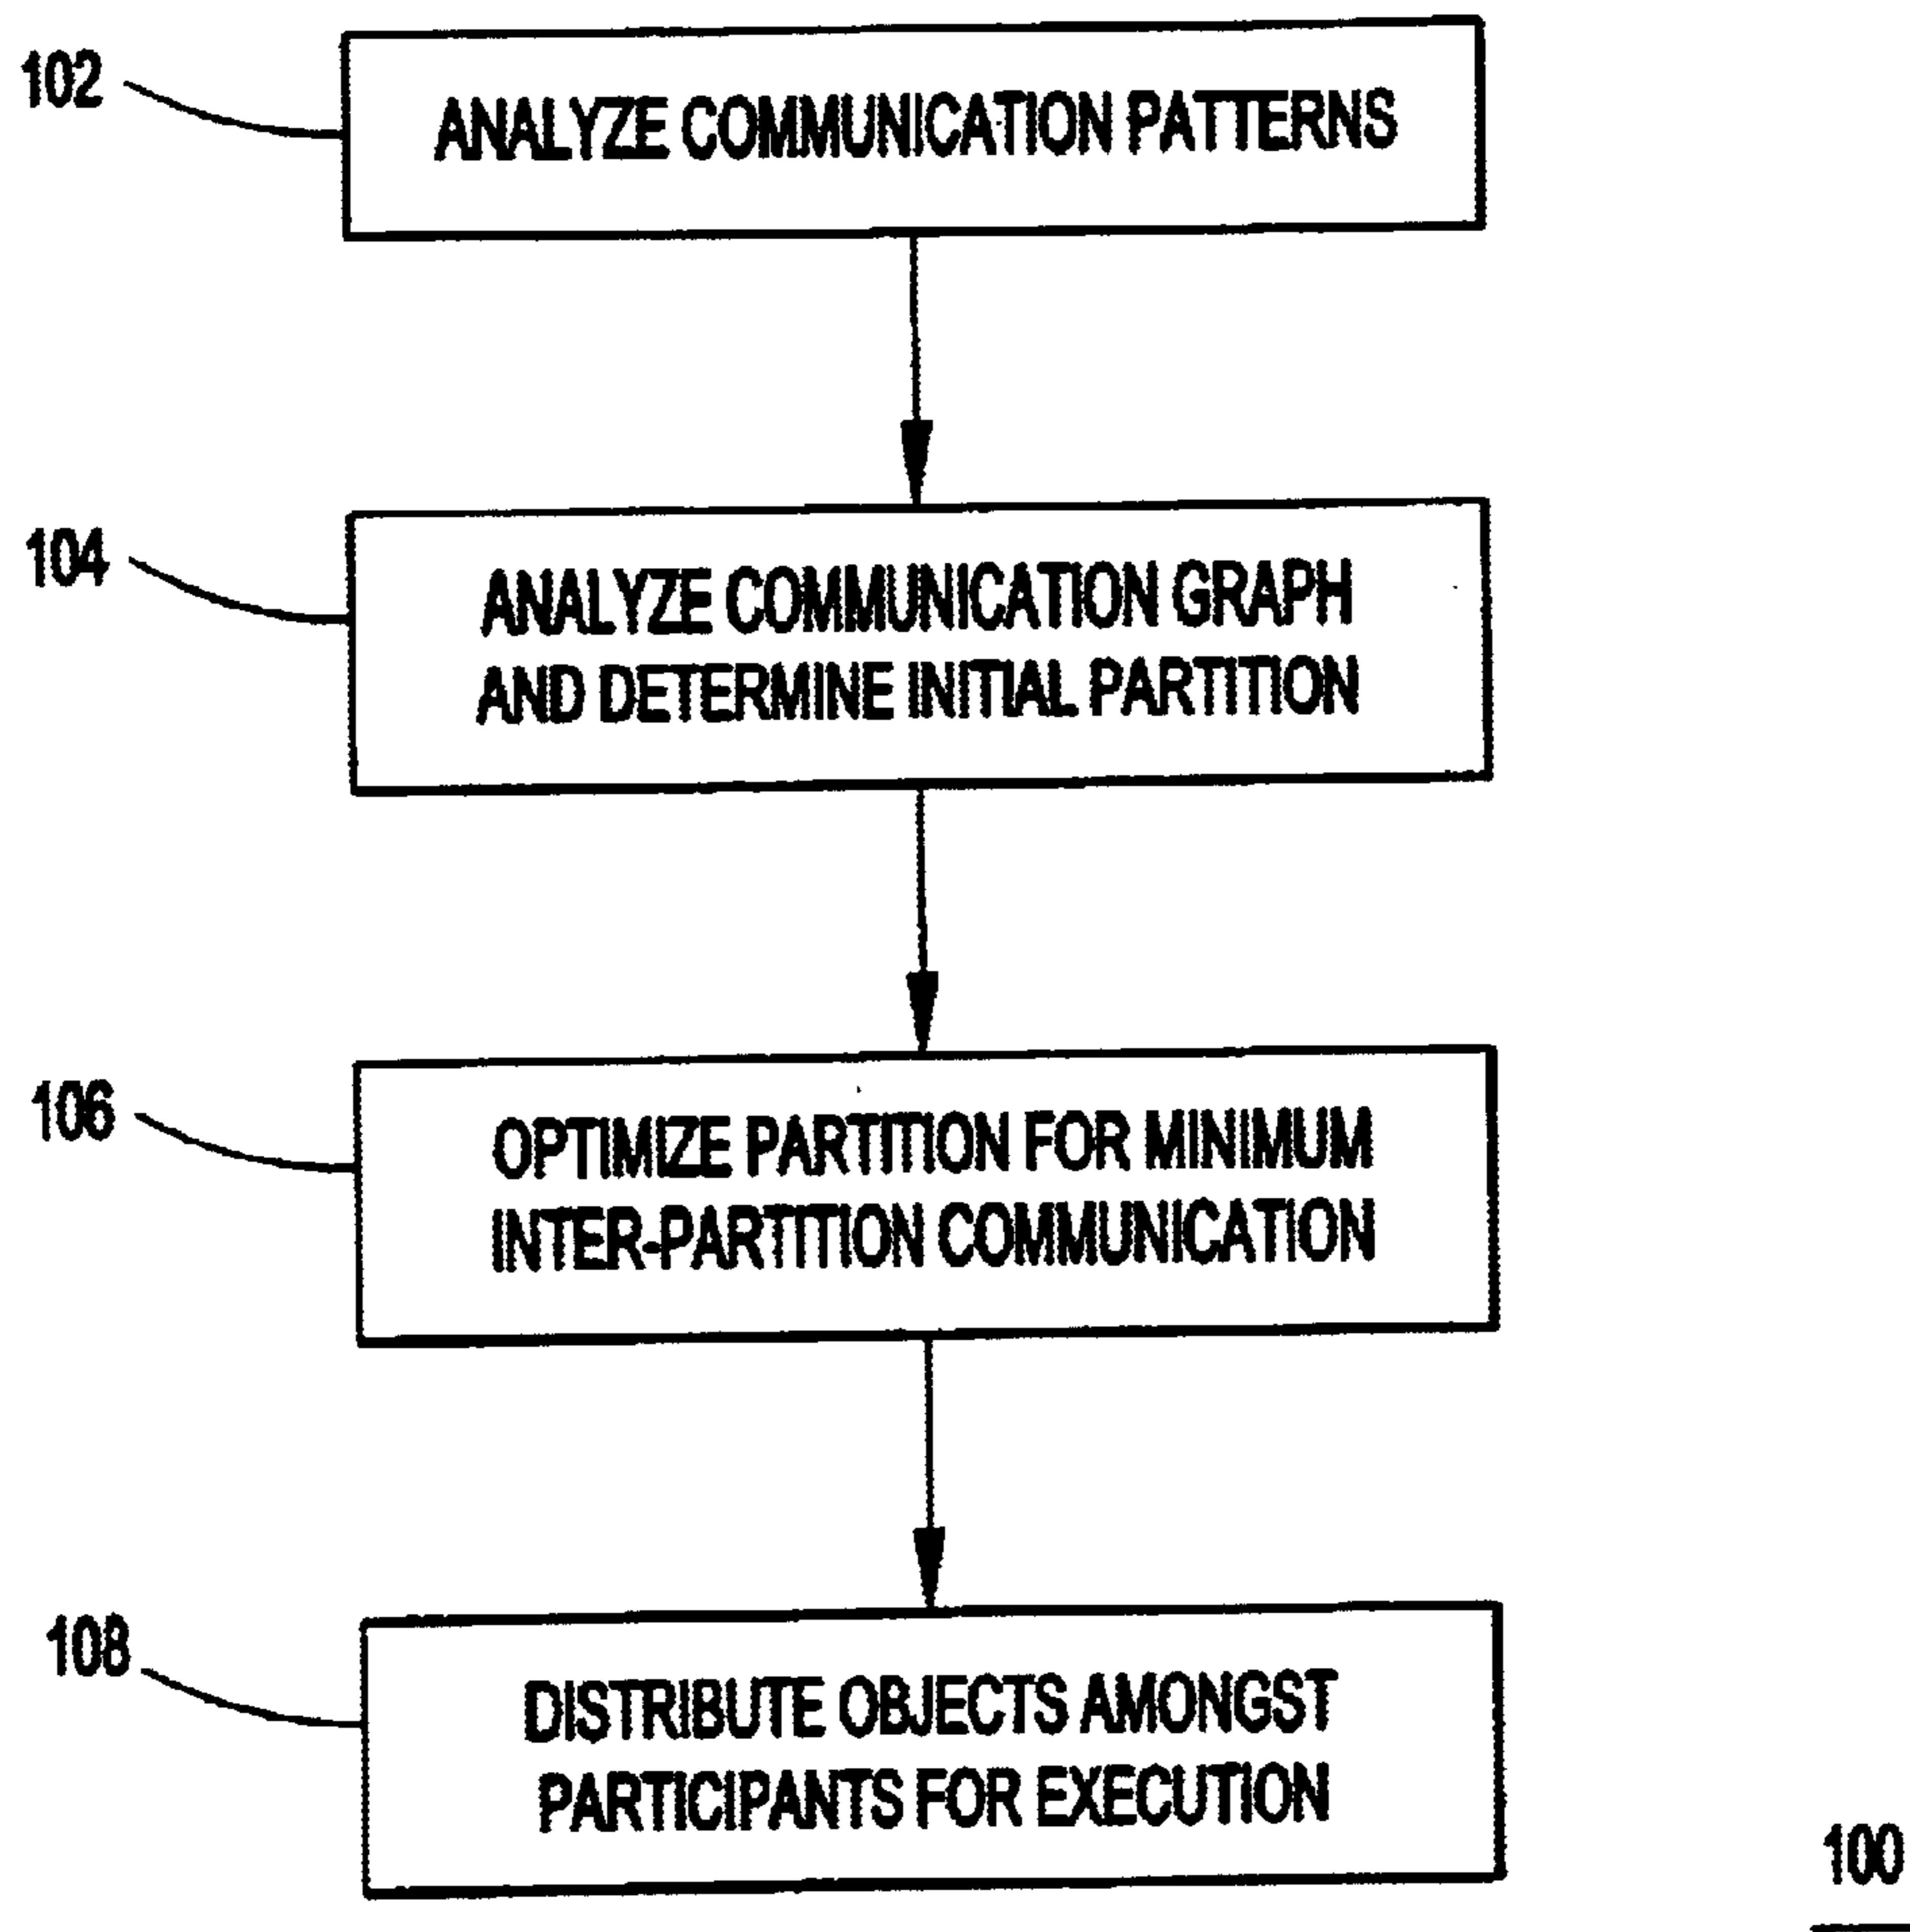 102
ANALYZE COMMUNICATION PATTERNS
104
ANALYZE COMMUNICATION GRAPH
AND DETERMINE INITIAL PARTITION
106
OPTIMIZE PARTITION FOR MINIMUM
INTER-PARTITION COMMUNICATION
108
DISTRIBUTE OBJECTS AMONGST
PARTICIPANTS FOR EXECUTION
100